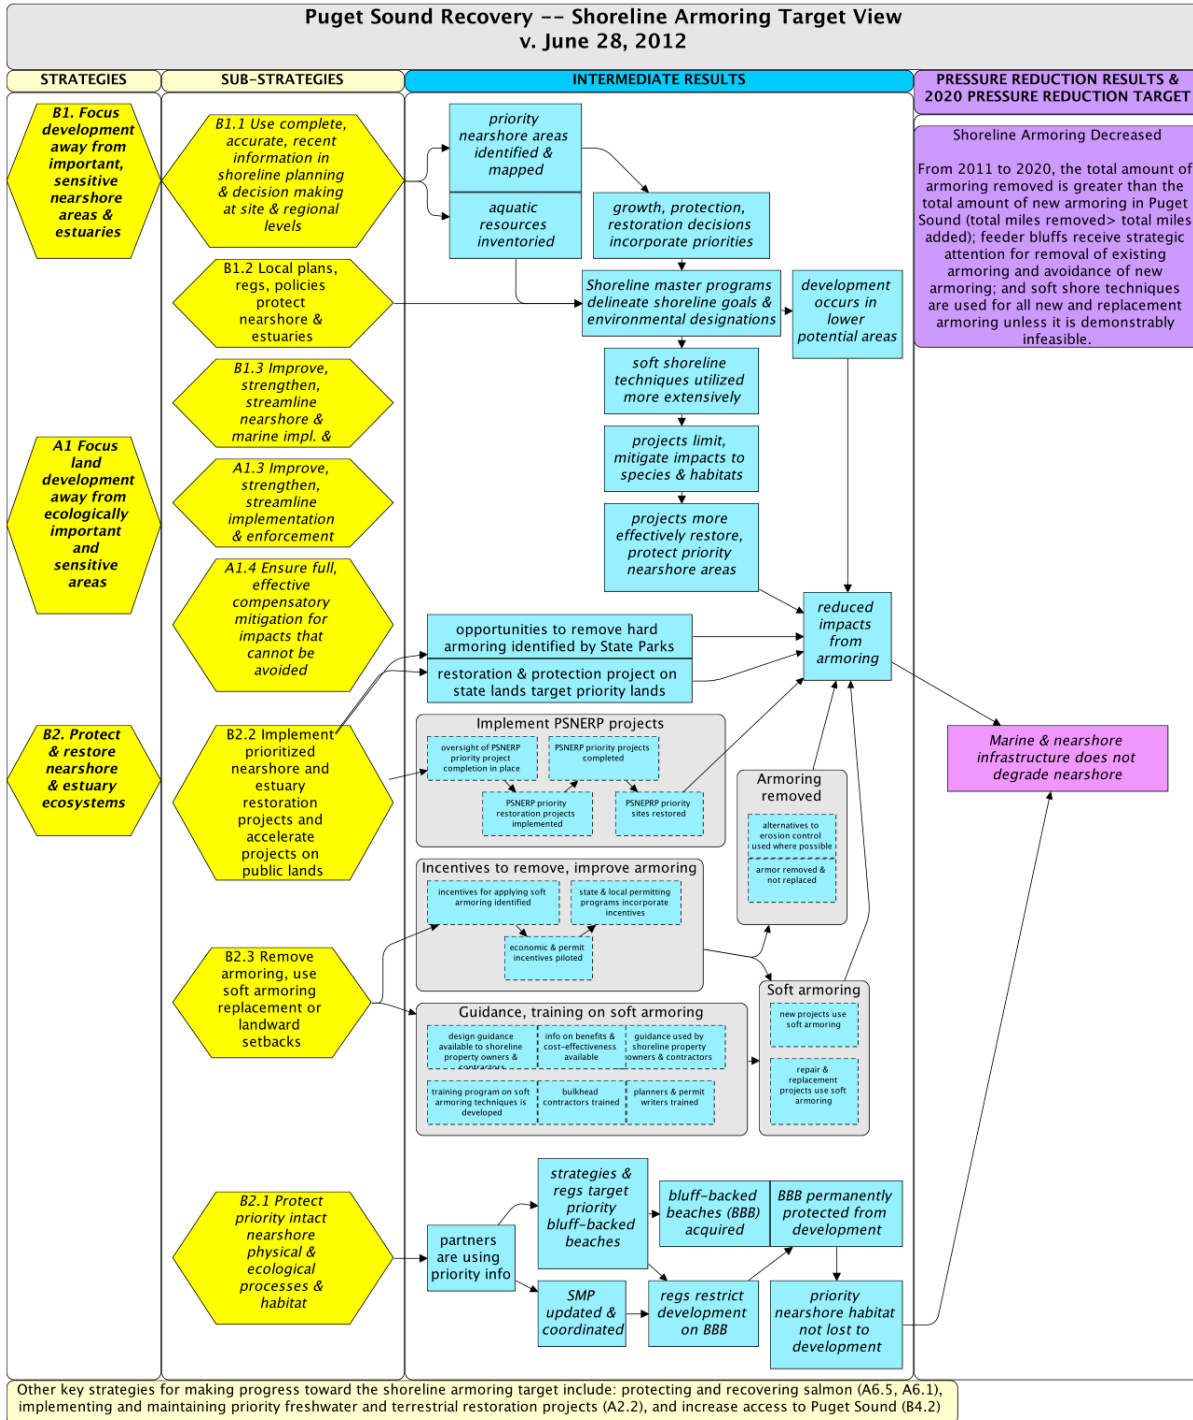 Puget Sound Recovery -- Shoreline Armoring Target View
v. June 28, 2012
STRATEGIES
SUB-STRATEGIES
INTERMEDIATE RESULTS
PRESSURE REDUCTION RESULTS &
2020 PRESSURE REDUCTION TARGET
B1. Focus
development
away from
important,
sensitive
nearshore
areas &
estuaries
A1 Focus
land
development
away from
ecologically
important
and
sensitive
areas
B2. Protect
& restore
nearshore
& estuary
ecosystems
B1.1 Use complete,
accurate, recent
information in
shoreline planning
& decision making
at site & regional
levels
B1.2 Local plans,
regs, policies
protect
nearshore &
estuaries
B1.3 Improve,
strengthen,
streamline
nearshore &
marine impl. &
A1.3 Improve,
strengthen,
streamline
implementation
& enforcement
A1.4 Ensure full,
effective
compensatory
mitigation for
impacts that
cannot be
avoided
B2.2 Implement
prioritized
nearshore and
estuary
restoration
projects and
accelerate
projects on
public lands
B2.3 Remove
armoring, use
soft armoring
replacement or
landward
setbacks
B2.1 Protect
priority intact
nearshore
physical &
ecological
processes &
habitat
priority
nearshore areas
identified &
mapped
aquatic
resources
inventoried
growth, protection,
restoration decisions
incorporate priorities
Shoreline master programs
delineate shoreline goals &
environmental designations
development
occurs in
lower
potential areas
soft shoreline
techniques utilized
more extensively
projects limit,
mitigate impacts to
species & habitats
projects more
effectively restore,
protect priority
nearshore areas
reduced
impacts
from
armoring
opportunities to remove hard
armoring identified by State Parks
restoration & protection project on
state lands target priority lands
Implement PSNERP projects
oversight of PSNERP
priority project
completion in place
PSNERP priority projects
completed
PSNERP priority
restoration projects
implemented
PSNEPRP priority
sites restored
Armoring
removed
alternatives to
erosion control
used where possible
armor removed &
not replaced
Incentives to remove, improve armoring
incentives for applying soft
armoring identified
state & local permitting
programs incorporate
incentives
economic & permit
incentives piloted
Guidance, training on soft armoring
design guidance
available to shoreline
property owners &
contractors
info on benefits &
cost-effectiveness
available
guidance used by
shoreline property
owners & contractors
training program on soft
armoring techniques is
developed
bulkhead
contractors trained
planners & permit
writers trained
Soft armoring
new projects use
soft armoring
repair &
replacement
projects use soft
armoring
partners
are using
priority info
strategies &
regs target
priority
bluff-backed
beaches
SMP
updated &
coordinated
bluff-backed
beaches (BBB)
acquired
BBB permanently
protected from
development
regs restrict
development
on BBB
priority
nearshore habitat
not lost to
development
Shoreline Armoring Decreased
From 2011 to 2020, the total amount of
armoring removed is greater than the
total amount of new armoring in Puget
Sound (total miles removed> total miles
added); feeder bluffs receive strategic
attention for removal of existing
armoring and avoidance of new
armoring; and soft shore techniques
are used for all new and replacement
armoring unless it is demonstrably
infeasible.
Marine & nearshore
infrastructure does not
degrade nearshore
Other key strategies for making progress toward the shoreline armoring target include: protecting and recovering salmon (A6.5, A6.1),
implementing and maintaining priority freshwater and terrestrial restoration projects (A2.2), and increase access to Puget Sound (B4.2)